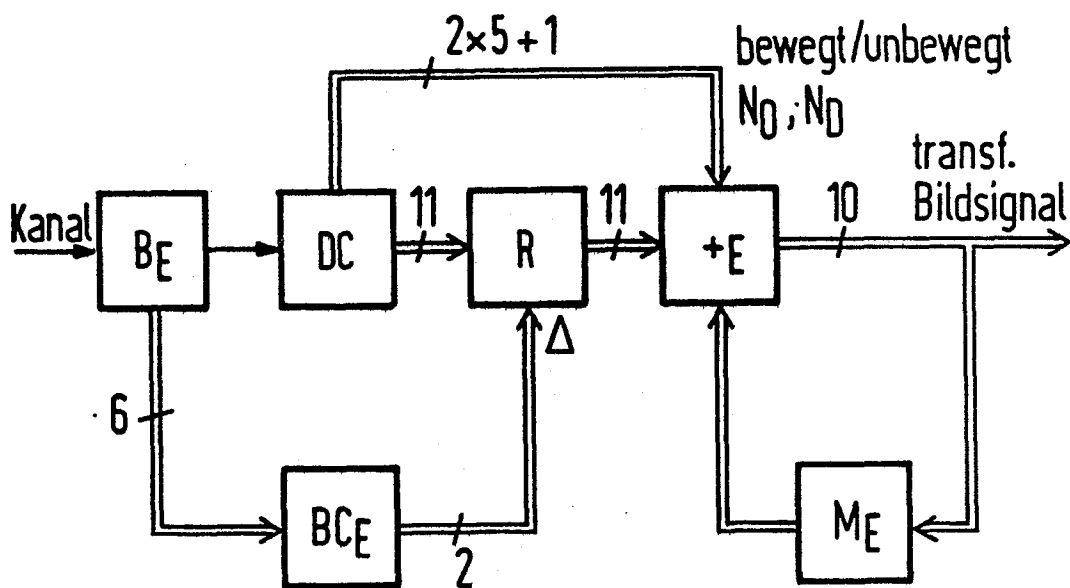 2×5+1
bewegt/unbewegt
N0 ; ND
transf.
Bildsignal
Kanal
BE
DC
11
R
11
+E
10
Δ
6
BCE
2
ME